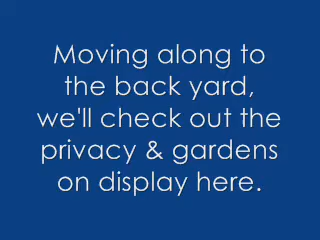 Moving along to
the back yard,
we'll check out the
privacy & gardens
on display here.